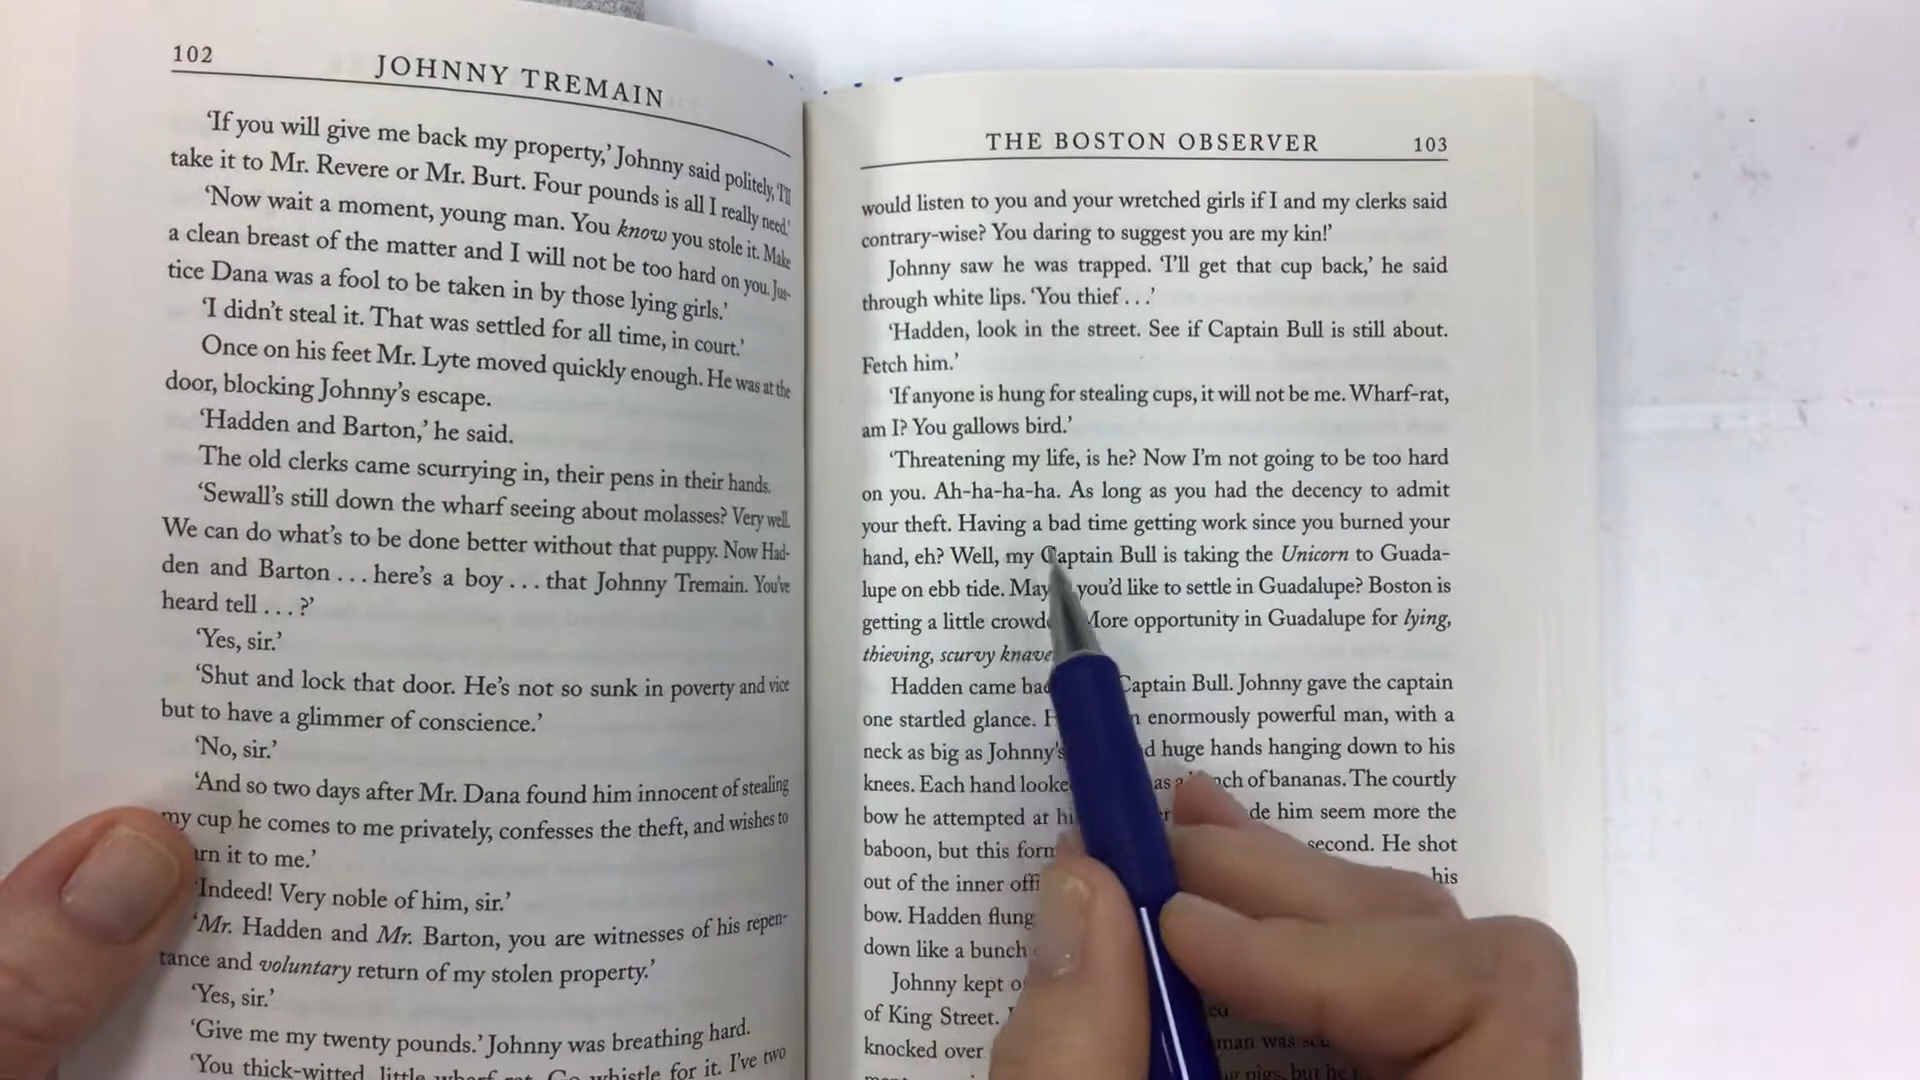 102
JOHNNY TREMAIN
‘If you will give me back my property,’ Johnny said politely, ‘I’ll
take it to Mr. Revere or Mr. Burt. Four pounds is all I really need.’
‘Now wait a moment, young man. You know you stole it. Make
a clean breast of the matter and I will not be too hard on you. Jus-
tice Dana was a fool to be taken in by those lying girls.’
‘I didn’t steal it. That was settled for all time, in court.’
Once on his feet Mr. Lyte moved quickly enough. He was at the
door, blocking Johnny’s escape.
‘Hadden and Barton,’ he said.
The old clerks came scurrying in, their pens in their hands.
‘Sewall’s still down the wharf seeing about molasses? Very well.
We can do what’s to be done better without that puppy. Now Had-
den and Barton . . . here’s a boy . . . that Johnny Tremain. You’ve
heard tell . . . ?’
‘Yes, sir.’
‘Shut and lock that door. He’s not so sunk in poverty and vice
but to have a glimmer of conscience.’
‘No, sir.’
‘And so two days after Mr. Dana found him innocent of stealing
my cup he comes to me privately, confesses the theft, and wishes to
it to me.’
‘Indeed! Very noble of him, sir.’
‘Mr. Hadden and Mr. Barton, you are witnesses of his repen-
tance and voluntary return of my stolen property.’
‘Yes, sir.’
‘Give me my twenty pounds.’ Johnny was breathing hard.
‘You thick-witted little wharf rat. Go whistle for it. I’ve two
THE BOSTON OBSERVER 103
would listen to you and your wretched girls if I and my clerks said
contrary-wise? You daring to suggest you are my kin!’
Johnny saw he was trapped. ‘I’ll get that cup back,’ he said
through white lips. ‘You thief . . .’
‘Hadden, look in the street. See if Captain Bull is still about.
Fetch him.’
‘If anyone is hung for stealing cups, it will not be me. Wharf-rat,
am I? You gallows bird.’
‘Threatening my life, is he? Now I’m not going to be too hard
on you. Ah-ha-ha-ha. As long as you had the decency to admit
your theft. Having a bad time getting work since you burned your
hand, eh? Well, my Captain Bull is taking the Unicorn to Guada-
lupe on ebb tide. you’d like to settle in Guadalupe? Boston is
getting a little More opportunity in Guadalupe for lying,
thieving, scurvy
Hadden came Captain Bull. Johnny gave the captain
one startled glance. enormously powerful man, with a
neck as big as Johnny’s huge hands hanging down to his
knees. Each hand as of bananas. The courtly
bow he attempted at him seem more the
baboon, but this second. He shot
out of the inner his
bow. Hadden flung
down like a bunch
Johnny kept
of King Street.
knocked over man was
pigs, but he